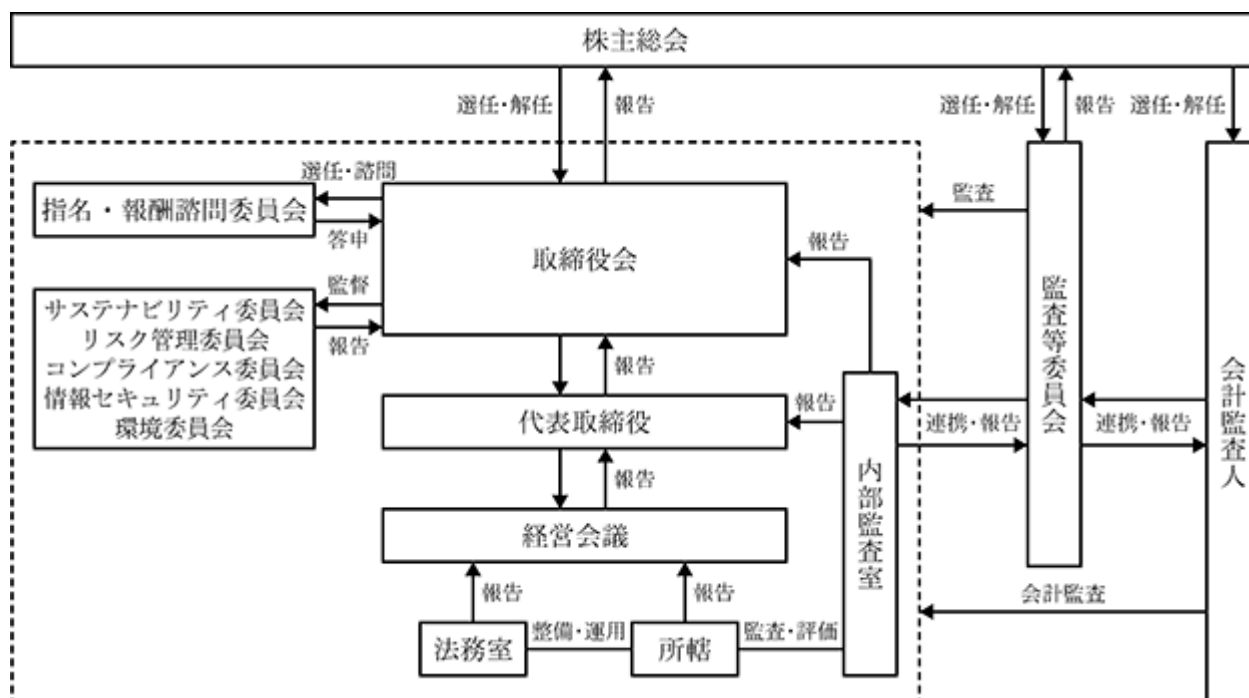 株主総会
選任・解任
報告
選任・解任
報告
選任・解任
選任・諮問
指名・報酬諮問委員会
答申
取締役会
監査
報告
監督
サステナビリティ委員会
リスク管理委員会
コンプライアンス委員会
情報セキュリティ委員会
環境委員会
報告
報告
代表取締役
報告
監査等委員会
連携・報告
連携・報告
会計監査人
報告
内部監査室
経営会議
報告
報告
会計監査
法務室
整備・運用
所轄
監査・評価